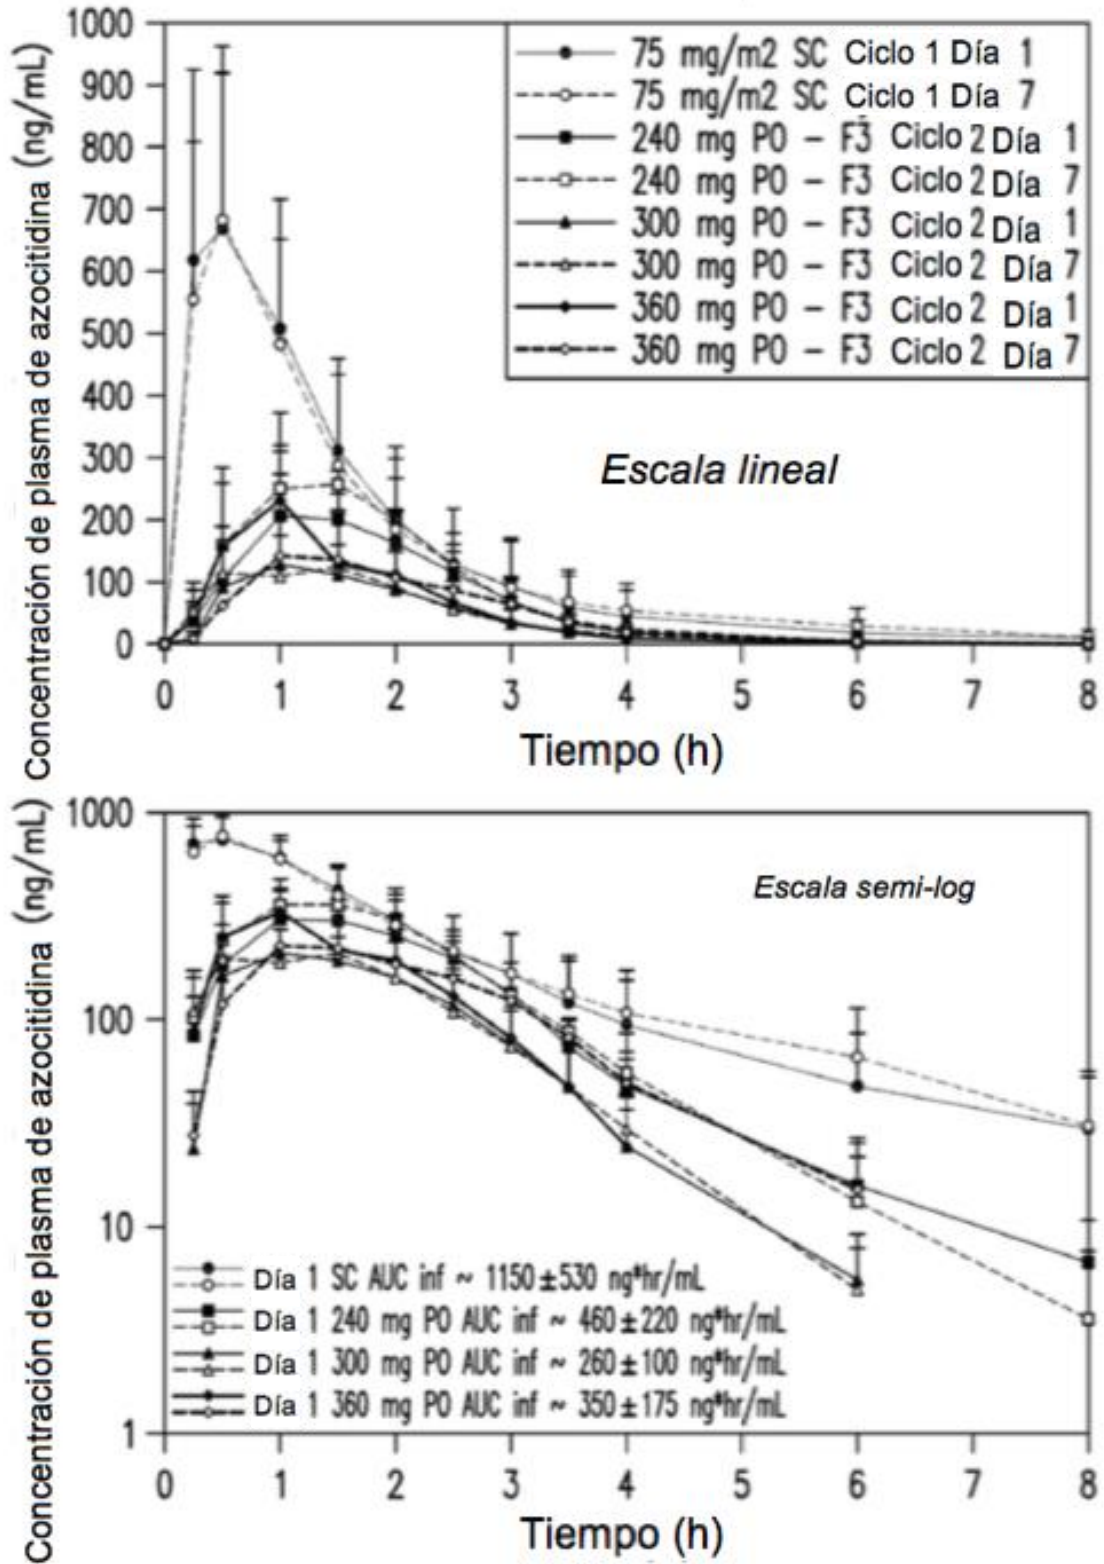 Concentración de plasma de azocitidina (ng/mL)
1000
900
800
700
600
500
400
300
200
100
0
75 mg/m2 SC Ciclo 1 Día 1
75 mg/m2 SC Ciclo 1 Día 7
240 mg PO – F3 Ciclo 2 Día 1
240 mg PO – F3 Ciclo 2 Día 7
300 mg PO – F3 Ciclo 2 Día 1
300 mg PO – F3 Ciclo 2 Día 7
360 mg PO – F3 Ciclo 2 Día 1
360 mg PO – F3 Ciclo 2 Día 7
Escala lineal
0 1 2 3 4 5 6 7 8
Tiempo (h)
Concentración de plasma de azocitidina (ng/mL)
1000
100
10
1
Escala semi-log
Día 1 SC AUC inf ~ 1150±530 ng*hr/mL
Día 1 240 mg PO AUC inf ~ 460±220 ng*hr/mL
Día 1 300 mg PO AUC inf ~ 260±100 ng*hr/mL
Día 1 360 mg PO AUC inf ~ 350±175 ng*hr/mL
0 1 2 3 4 5 6 7 8
Tiempo (h)